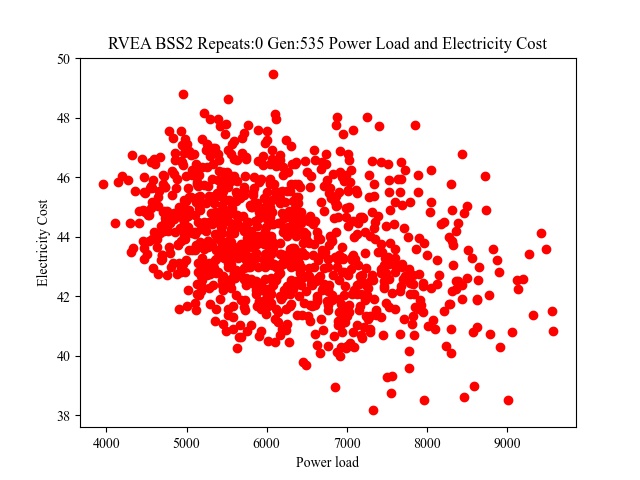 RVEA BSS2 Repeats:0 Gen:535 Power Load and Electricity Cost
50
48
46
44
42
40
38
Electricity Cost
4000 5000 6000 7000 8000 9000
Power load